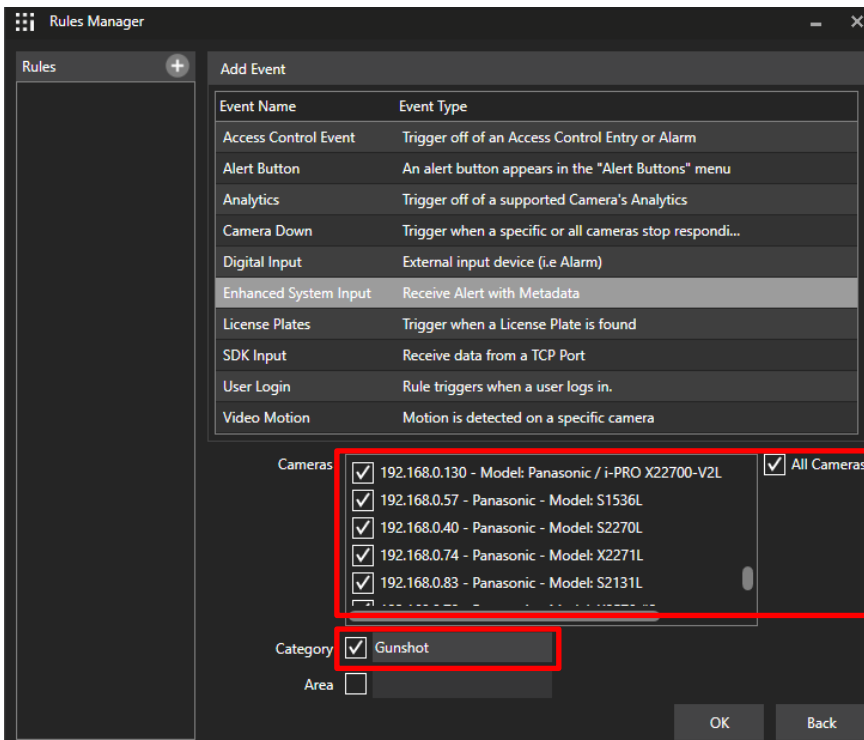 Rules Manager
Rules
Add Event
Event Name Event Type
Access Control Event Trigger off of an Access Control Entry or Alarm
Alert Button An alert button appears in the "Alert Buttons" menu
Analytics Trigger off of a supported Camera's Analytics
Camera Down Trigger when a specific or all cameras stop respondi...
Digital Input External input device (i.e Alarm)
Enhanced System Input Receive Alert with Metadata
License Plates Trigger when a License Plate is found
SDK Input Receive data from a TCP Port
User Login Rule triggers when a user logs in.
Video Motion Motion is detected on a specific camera
Cameras
192.168.0.130 - Model: Panasonic / i-PRO X22700-V2L
All Cameras
192.168.0.57 - Panasonic - Model: S1536L
192.168.0.40 - Panasonic - Model: S2270L
192.168.0.74 - Panasonic - Model: X2271L
192.168.0.83 - Panasonic - Model: S2131L
Category Gunshot
Area
OK Back